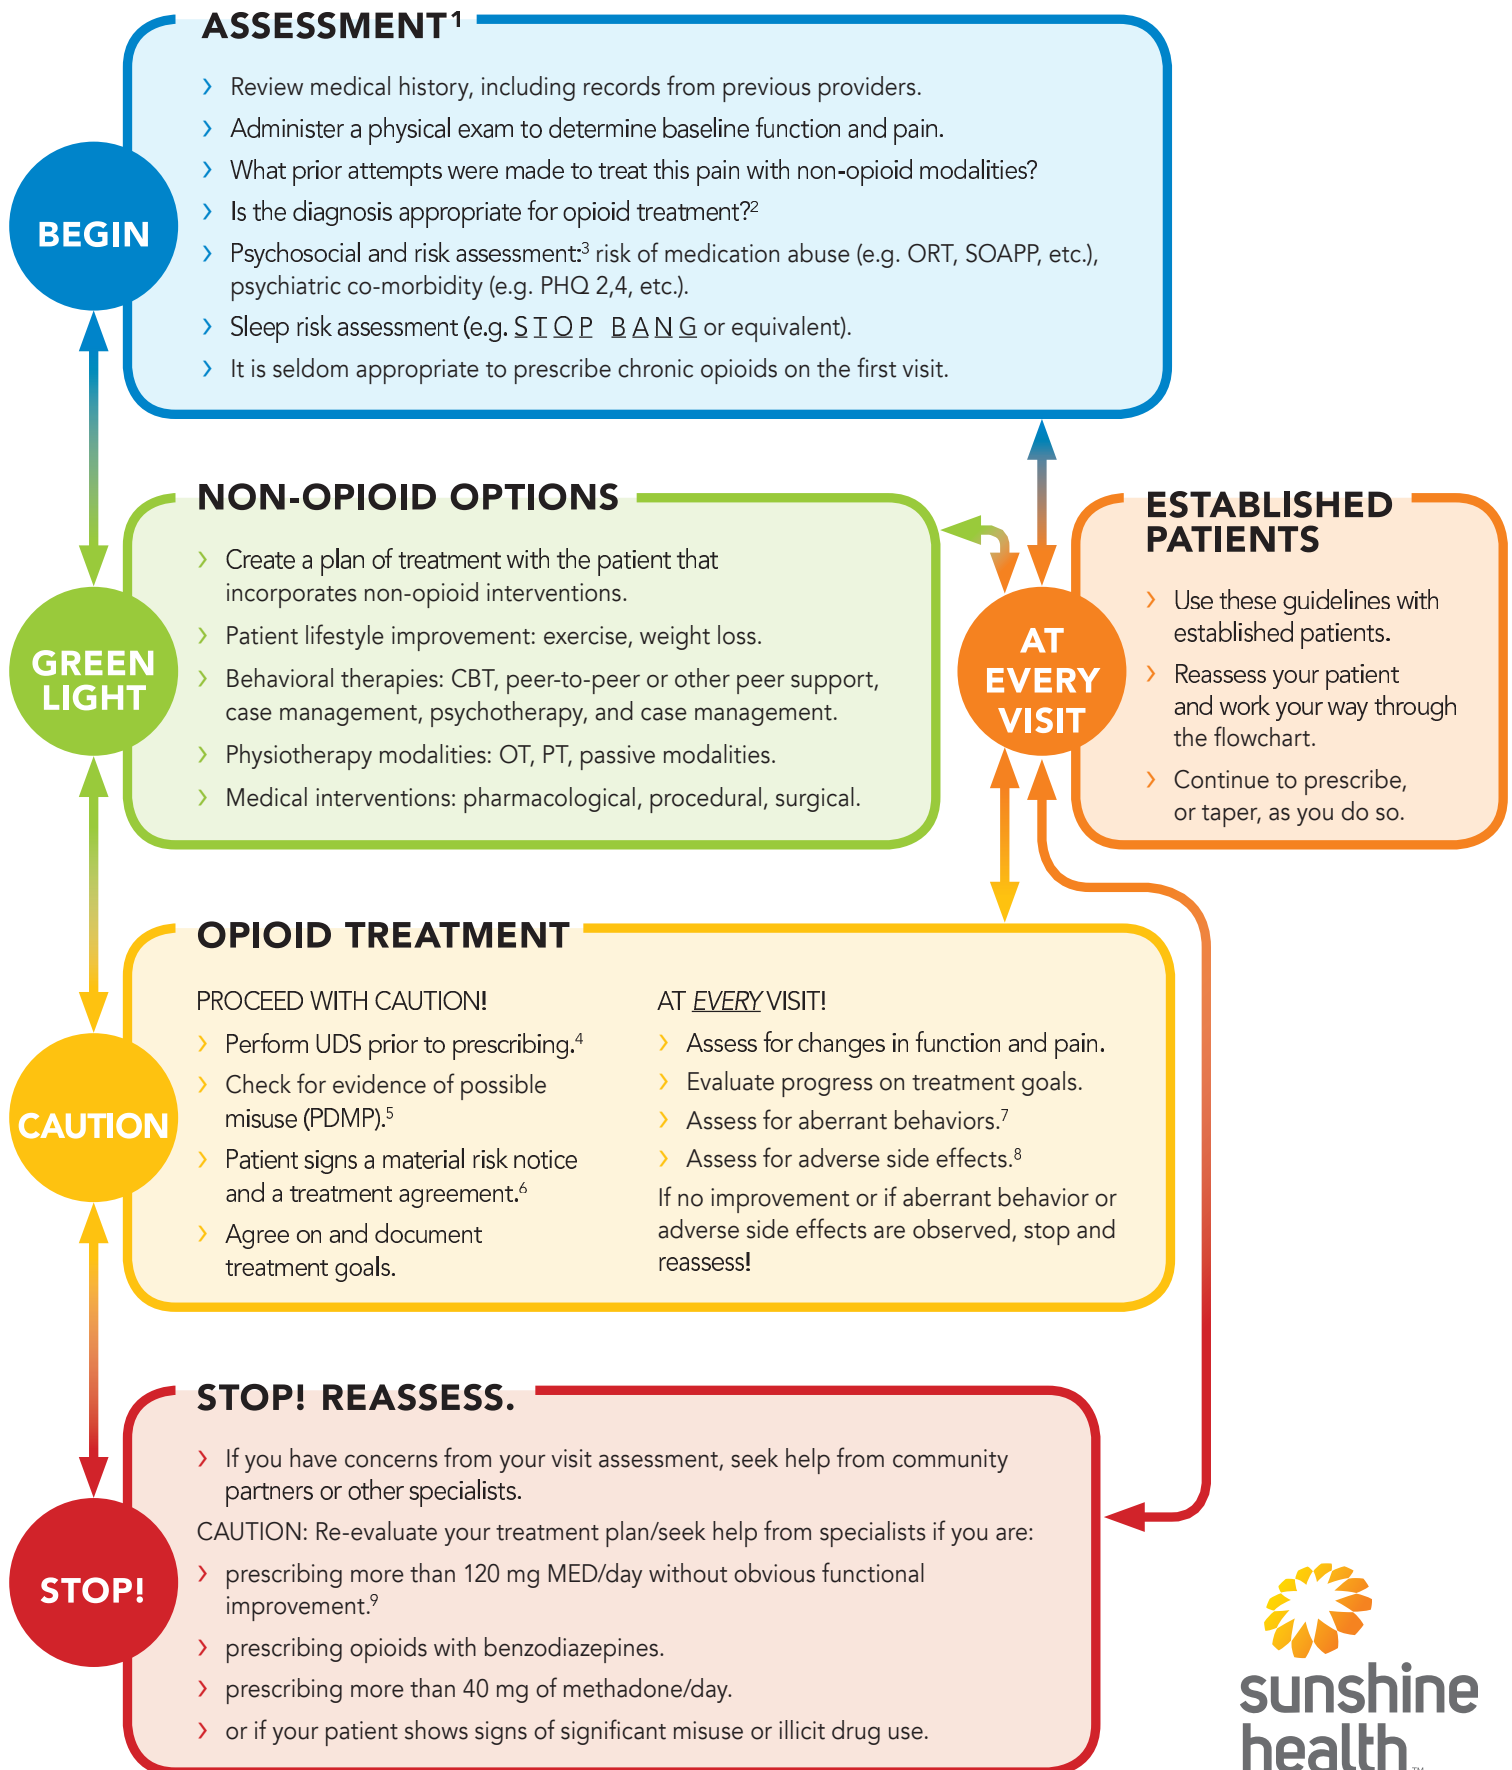 ASSESSMENT¹
› Review medical history, including records from previous providers.
› Administer a physical exam to determine baseline function and pain.
› What prior attempts were made to treat this pain with non-opioid modalities?
› Is the diagnosis appropriate for opioid treatment?²
› Psychosocial and risk assessment:³ risk of medication abuse (e.g. ORT, SOAPP, etc.),
psychiatric co-morbidity (e.g. PHQ 2,4, etc.).
› Sleep risk assessment (e.g. S T O P B A N G or equivalent).
› It is seldom appropriate to prescribe chronic opioids on the first visit.
BEGIN
NON-OPIOID OPTIONS
› Create a plan of treatment with the patient that
incorporates non-opioid interventions.
› Patient lifestyle improvement: exercise, weight loss.
› Behavioral therapies: CBT, peer-to-peer or other peer support,
case management, psychotherapy, and case management.
› Physiotherapy modalities: OT, PT, passive modalities.
› Medical interventions: pharmacological, procedural, surgical.
GREEN
LIGHT
AT
EVERY
VISIT
ESTABLISHED
PATIENTS
› Use these guidelines with
established patients.
› Reassess your patient
and work your way through
the flowchart.
› Continue to prescribe,
or taper, as you do so.
OPIOID TREATMENT
PROCEED WITH CAUTION!
› Perform UDS prior to prescribing.⁴
› Check for evidence of possible
misuse (PDMP).⁵
› Patient signs a material risk notice
and a treatment agreement.⁶
› Agree on and document
treatment goals.
AT EVERY VISIT!
› Assess for changes in function and pain.
› Evaluate progress on treatment goals.
› Assess for aberrant behaviors.⁷
› Assess for adverse side effects.⁸
If no improvement or if aberrant behavior or
adverse side effects are observed, stop and
reassess!
CAUTION
STOP! REASSESS.
› If you have concerns from your visit assessment, seek help from community
partners or other specialists.
CAUTION: Re-evaluate your treatment plan/seek help from specialists if you are:
› prescribing more than 120 mg MED/day without obvious functional
improvement.⁹
› prescribing opioids with benzodiazepines.
› prescribing more than 40 mg of methadone/day.
› or if your patient shows signs of significant misuse or illicit drug use.
STOP!
sunshine
health™